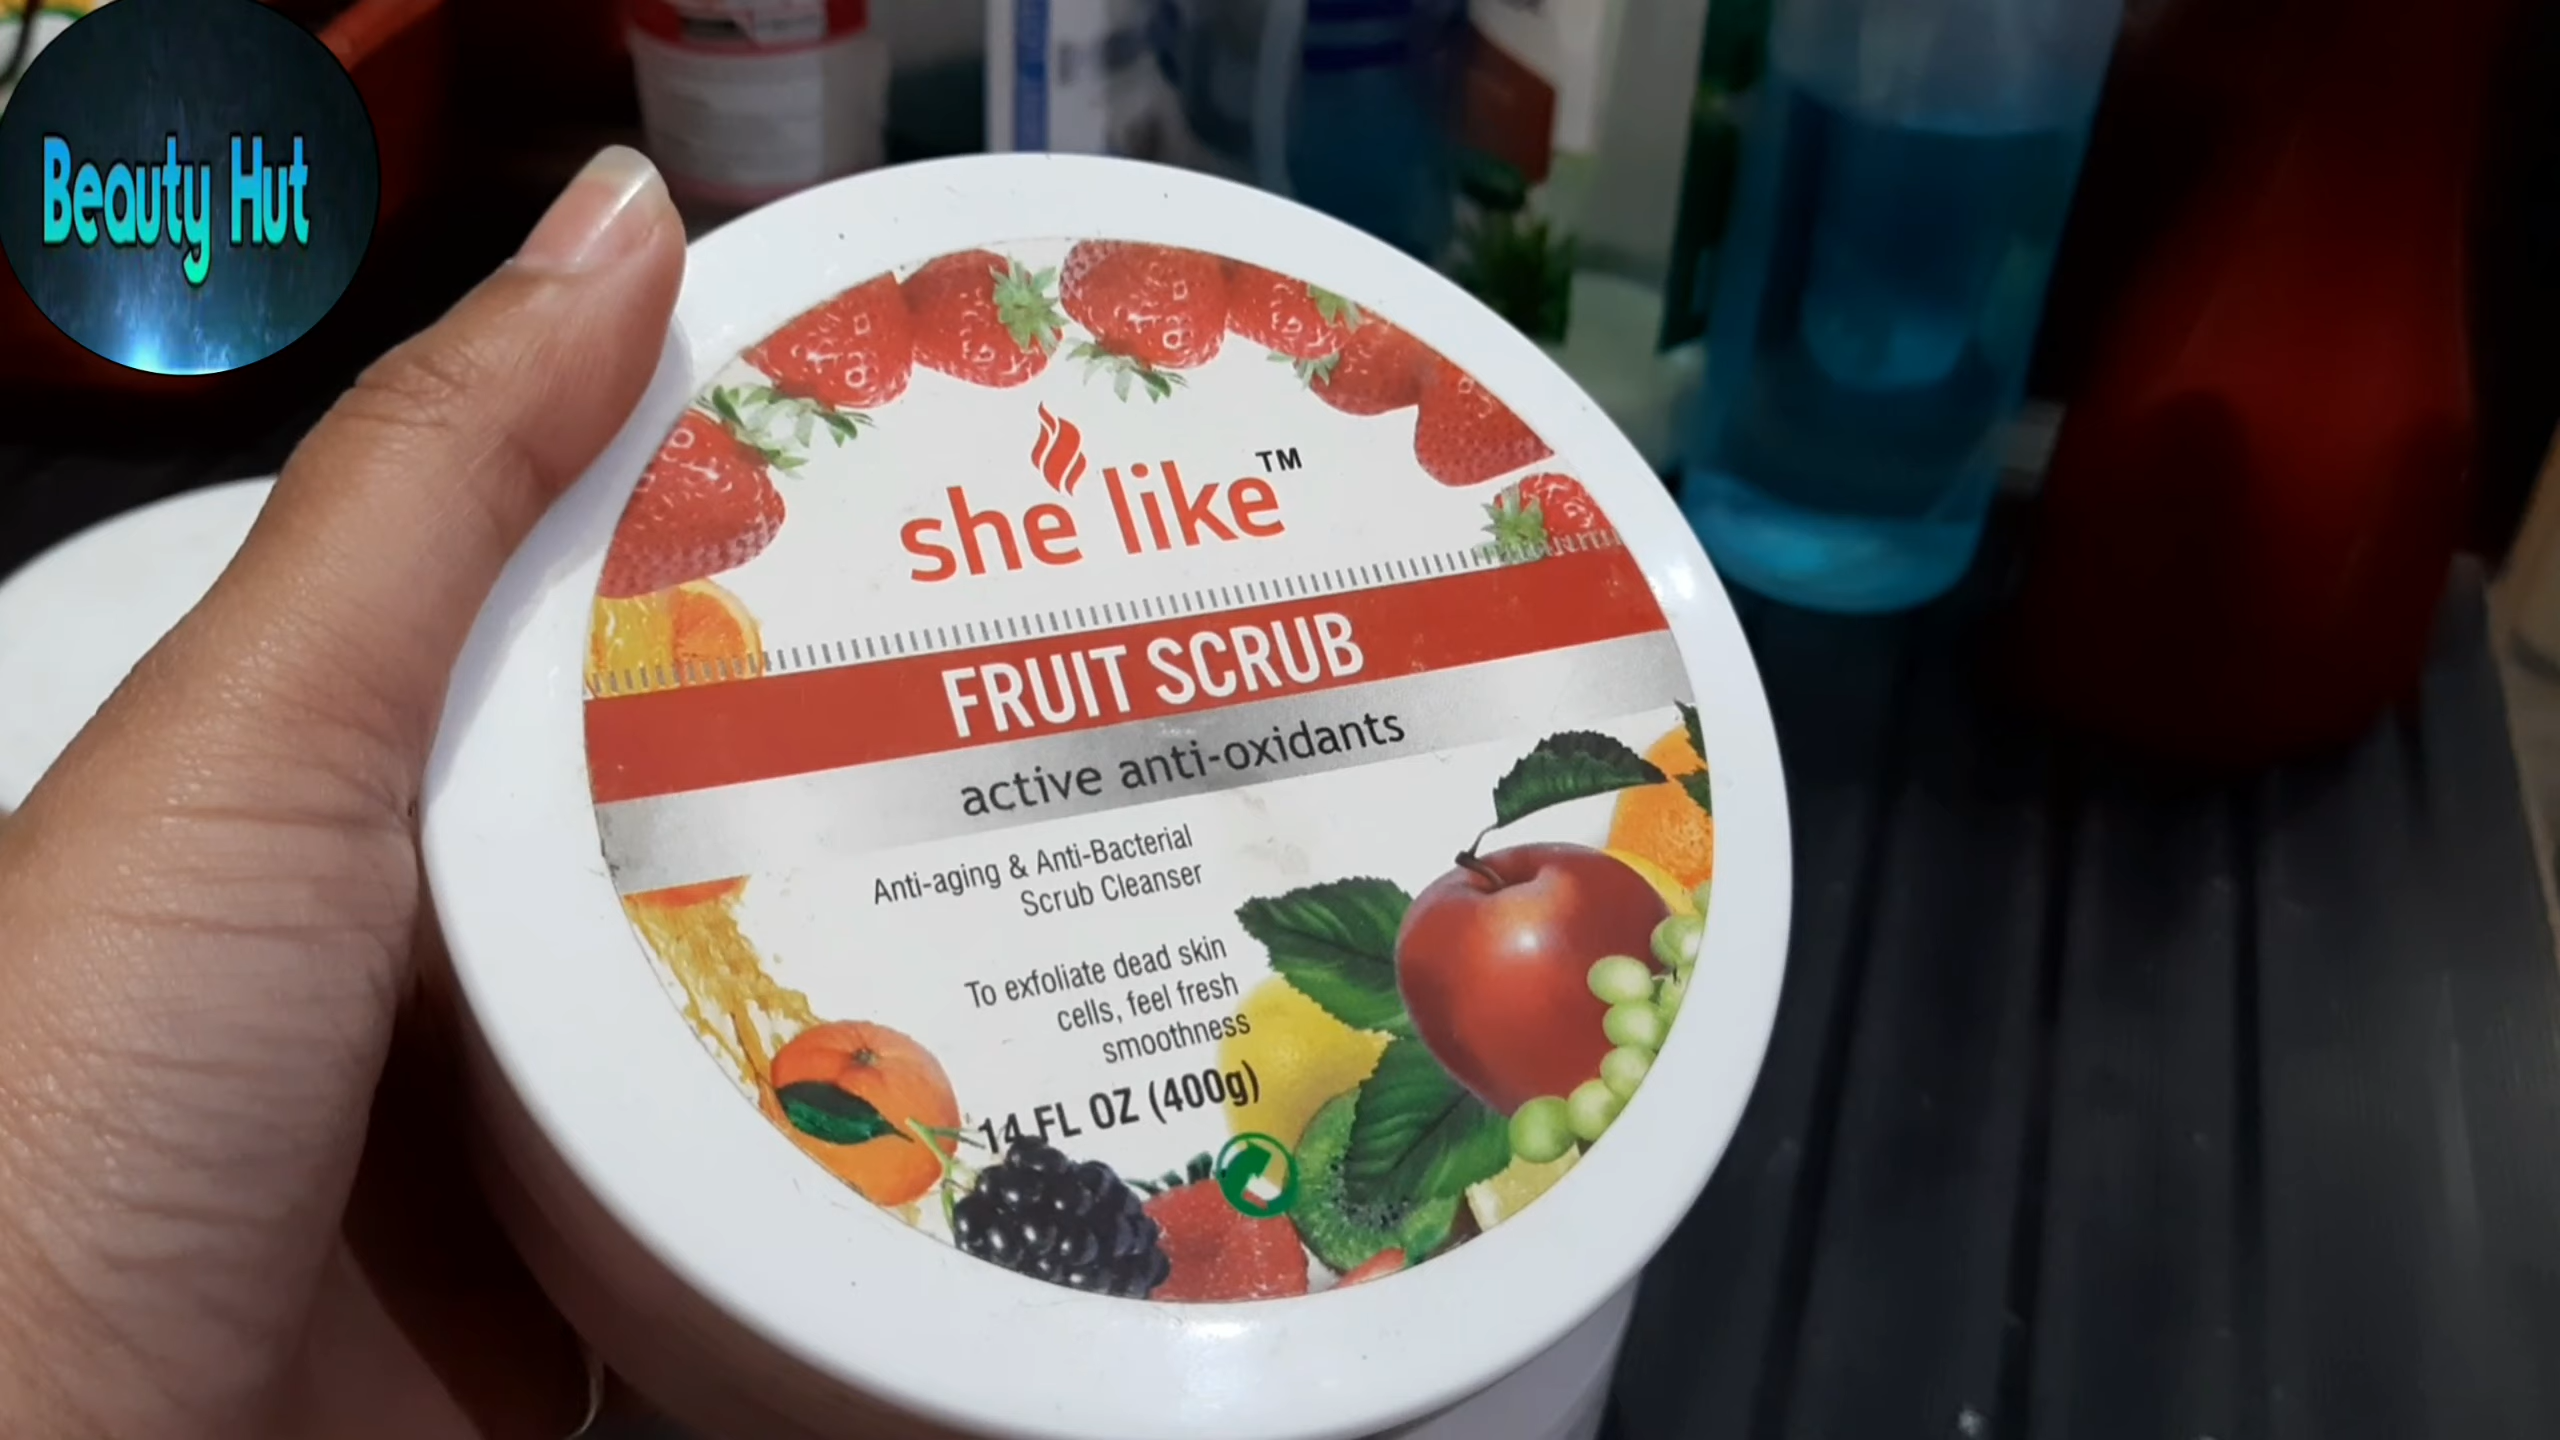 Beauty Hut
she like™
FRUIT SCRUB
active anti-oxidants
Anti-aging & Anti-Bacterial
Scrub Cleanser
To exfoliate dead skin
cells, feel fresh
smoothness
14 FL OZ (400g)